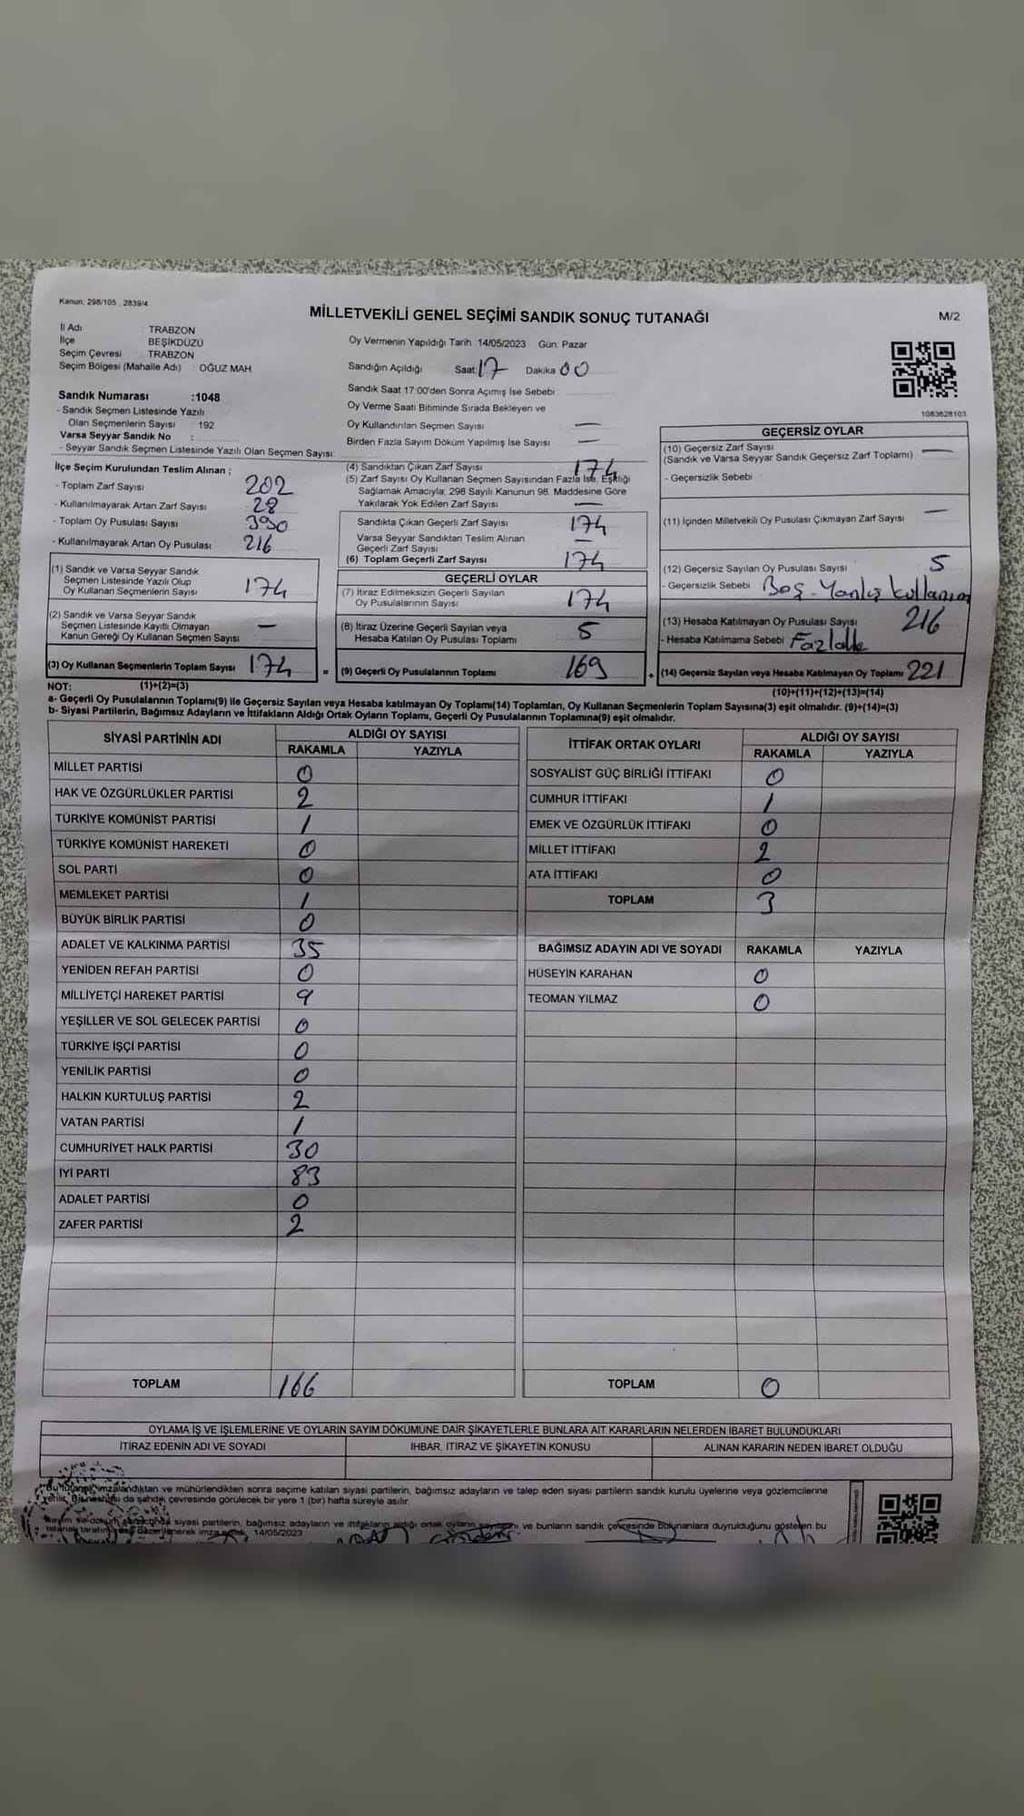 Kanun: 298/105 , 2839/4
MİLLETVEKİLİ GENEL SEÇİMİ SANDIK SONUÇ TUTANAĞI
M/2
İl Adı : TRABZON
İlçe : BEŞİKDÜZÜ
Seçim Çevresi : TRABZON
Seçim Bölgesi (Mahalle Adı) : OĞUZ MAH.
Sandık Numarası :1048
- Sandık Seçmen Listesinde Yazılı
Olan Seçmenlerin Sayısı : 192
Varsa Seyyar Sandık No :
- Seyyar Sandık Seçmen Listesinde Yazılı Olan Seçmen Sayısı:
Oy Vermenin Yapıldığı Tarih 14/05/2023 Gün: Pazar
Sandığın Açıldığı Saat 17 Dakika 00
Sandık Saat 17:00'den Sonra Açımış İse Sebebi
Oy Verme Saati Bitiminde Sırada Bekleyen ve
Oy Kullandırılan Seçmen Sayısı —
Birden Fazla Sayım Döküm Yapılmış İse Sayısı —
1083628103
İlçe Seçim Kurulundan Teslim Alınan ;
- Toplam Zarf Sayısı 202
- Kullanılmayarak Artan Zarf Sayısı 28
- Toplam Oy Pusulası Sayısı 390
- Kullanılmayarak Artan Oy Pusulası 216
(4) Sandıktan Çıkan Zarf Sayısı 174
(5) Zarf Sayısı Oy Kullanan Seçmen Sayısından Fazla İse, Eşitliği
Sağlamak Amacıyla; 298 Sayılı Kanunun 98. Maddesine Göre
Yakılarak Yok Edilen Zarf Sayısı —
Sandıkta Çıkan Geçerli Zarf Sayısı 174
Varsa Seyyar Sandıktan Teslim Alınan
Geçerli Zarf Sayısı —
(6) Toplam Geçerli Zarf Sayısı 174
GEÇERSİZ OYLAR
(10) Geçersiz Zarf Sayısı —
(Sandık ve Varsa Seyyar Sandık Geçersiz Zarf Toplamı)
- Geçersizlik Sebebi
(11) İçinden Milletvekili Oy Pusulası Çıkmayan Zarf Sayısı —
(12) Geçersiz Sayılan Oy Pusulası Sayısı 5
- Geçersizlik Sebebi Boş - Yanlış kullanım
(13) Hesaba Katılmayan Oy Pusulası Sayısı 216
- Hesaba Katılmama Sebebi
(14) Geçersiz Sayılan veya Hesaba Katılmayan Oy Toplamı 221
(10)+(11)+(12)+(13)=(14)
(1) Sandık ve Varsa Seyyar Sandık
Seçmen Listesinde Yazılı Olup
Oy Kullanan Seçmenlerin Sayısı 174
(2) Sandık ve Varsa Seyyar Sandık
Seçmen Listesinde Kayıtlı Olmayan
Kanun Gereği Oy Kullanan Seçmen Sayısı —
(3) Oy Kullanan Seçmenlerin Toplam Sayısı 174 =
GEÇERLİ OYLAR
(7) İtiraz Edilmeksizin Geçerli Sayılan
Oy Pusulalarının Sayısı 174
(8) İtiraz Üzerine Geçerli Sayılan veya
Hesaba Katılan Oy Pusulası Toplamı 5
(9) Geçerli Oy Pusulalarının Toplamı 169 +
NOT: (1)+(2)=(3)
a- Geçerli Oy Pusulalarının Toplamı(9) ile Geçersiz Sayılan veya Hesaba katılmayan Oy Toplamı(14) Toplamları, Oy Kullanan Seçmenlerin Toplam Sayısına(3) eşit olmalıdır. (9)+(14)=(3)
b- Siyasi Partilerin, Bağımsız Adayların ve İttifakların Aldığı Ortak Oyların Toplamı, Geçerli Oy Pusulalarının Toplamına(9) eşit olmalıdır.
SİYASİ PARTİNİN ADI ALDIĞI OY SAYISI
RAKAMLA YAZIYLA
MİLLET PARTİSİ 0
HAK VE ÖZGÜRLÜKLER PARTİSİ 2
TÜRKİYE KOMÜNİST PARTİSİ 1
TÜRKİYE KOMÜNİST HAREKETİ 0
SOL PARTİ 0
MEMLEKET PARTİSİ 1
BÜYÜK BİRLİK PARTİSİ 0
ADALET VE KALKINMA PARTİSİ 35
YENİDEN REFAH PARTİSİ 0
MİLLİYETÇİ HAREKET PARTİSİ 9
YEŞİLLER VE SOL GELECEK PARTİSİ 0
TÜRKİYE İŞÇİ PARTİSİ 0
YENİLİK PARTİSİ 0
HALKIN KURTULUŞ PARTİSİ 2
VATAN PARTİSİ 1
CUMHURİYET HALK PARTİSİ 30
İYİ PARTİ 83
ADALET PARTİSİ 0
ZAFER PARTİSİ 2
TOPLAM 166
İTTİFAK ORTAK OYLARI ALDIĞI OY SAYISI
RAKAMLA YAZIYLA
SOSYALİST GÜÇ BİRLİĞİ İTTİFAKI 0
CUMHUR İTTİFAKI 1
EMEK VE ÖZGÜRLÜK İTTİFAKI 0
MİLLET İTTİFAKI 2
ATA İTTİFAKI 0
TOPLAM 3
BAĞIMSIZ ADAYIN ADI VE SOYADI RAKAMLA YAZIYLA
HÜSEYİN KARAHAN 0
TEOMAN YILMAZ 0
TOPLAM 0
OYLAMA İŞ VE İŞLEMLERİNE VE OYLARIN SAYIM DÖKÜMÜNE DAİR ŞİKAYETLERLE BUNLARA AİT KARARLARIN NELERDEN İBARET BULUNDUKLARI
İTİRAZ EDENİN ADI VE SOYADI İHBAR, İTİRAZ VE ŞİKAYETİN KONUSU ALINAN KARARIN NEDEN İBARET OLDUĞU
Bu tutanak imzalandıktan ve mühürlendikten sonra seçime katılan siyasi partilerin, bağımsız adayların ve talep eden siyasi partilerin sandık kurulu üyelerine veya gözlemcilerine
çevresinde görülecek bir yere 1 (bir) hafta süreyle asılır.
siyasi partilerin, bağımsız adayların ve ittifakların aldığı ortak oyların ve bunların sandık çevresinde bulunanlara duyrulduğunu gösteren bu
14/05/2023